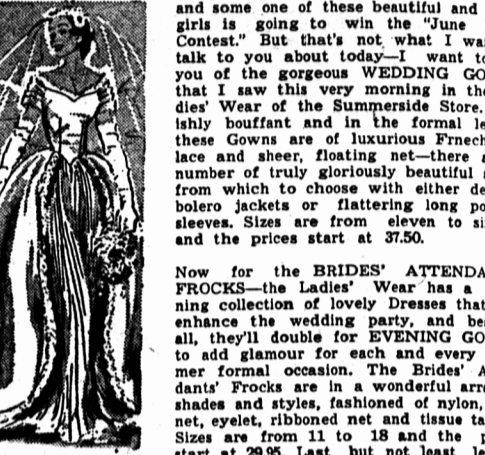 and some one of these beautiful and
girls is going to win the "June
Contest." But that's not what I wa
talk to you about today—I want to
you of the gorgeous WEDDING GO
that I saw this very morning in the
dies' Wear of the Summerside Store.
ishly bouffant and in the formal le
these Gowns are of luxurious Frnech
lace and sheer, floating net—there a
number of truly gloriously beautiful s
from which to choose with either de
bolero jackets or flattering long po
sleeves. Sizes are from eleven to si
and the prices start at 37.50.
Now for the BRIDES' ATTENDA
FROCKS—the Ladies' Wear has a
ning collection of lovely Dresses that
enhance the wedding party, and be
all, they'll double for EVENING GO
to add glamour for each and every
mer formal occasion. The Brides' A
dants' Frocks are in a wonderful arr
shades and styles, fashioned of nylon,
net, eyelet, ribboned net and tissue ta
Sizes are from 11 to 18 and the p
start at 29.95. Last but not least le